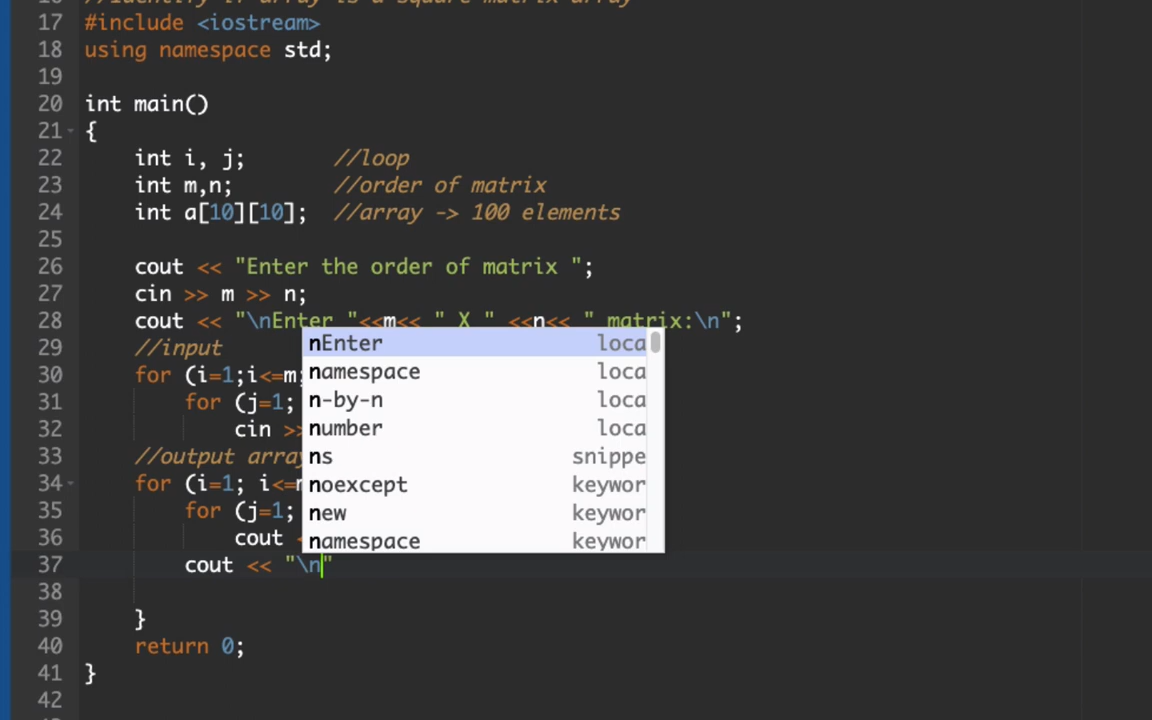 17 #include <iostream>
18 using namespace std;
19
20 int main()
21 {
22 int i, j; //loop
23 int m,n; //order of matrix
24 int a[10][10]; //array -> 100 elements
25
26 cout << "Enter the order of matrix ";
27 cin >> m >> n;
28 cout << "\nEnter "<<m<< " X " <<n<< " matrix:\n";
29 //input
30 for (i=1;i<=m;
31 for (j=1;
32 cin >>
33 //output array
34 for (i=1; i<=m
35 for (j=1;
36 cout <
37 cout << "\n"
38
39 }
40 return 0;
41 }
42
nEnter loca
namespace loca
n-by-n loca
number loca
ns snippe
noexcept keywor
new keywor
namespace keywor